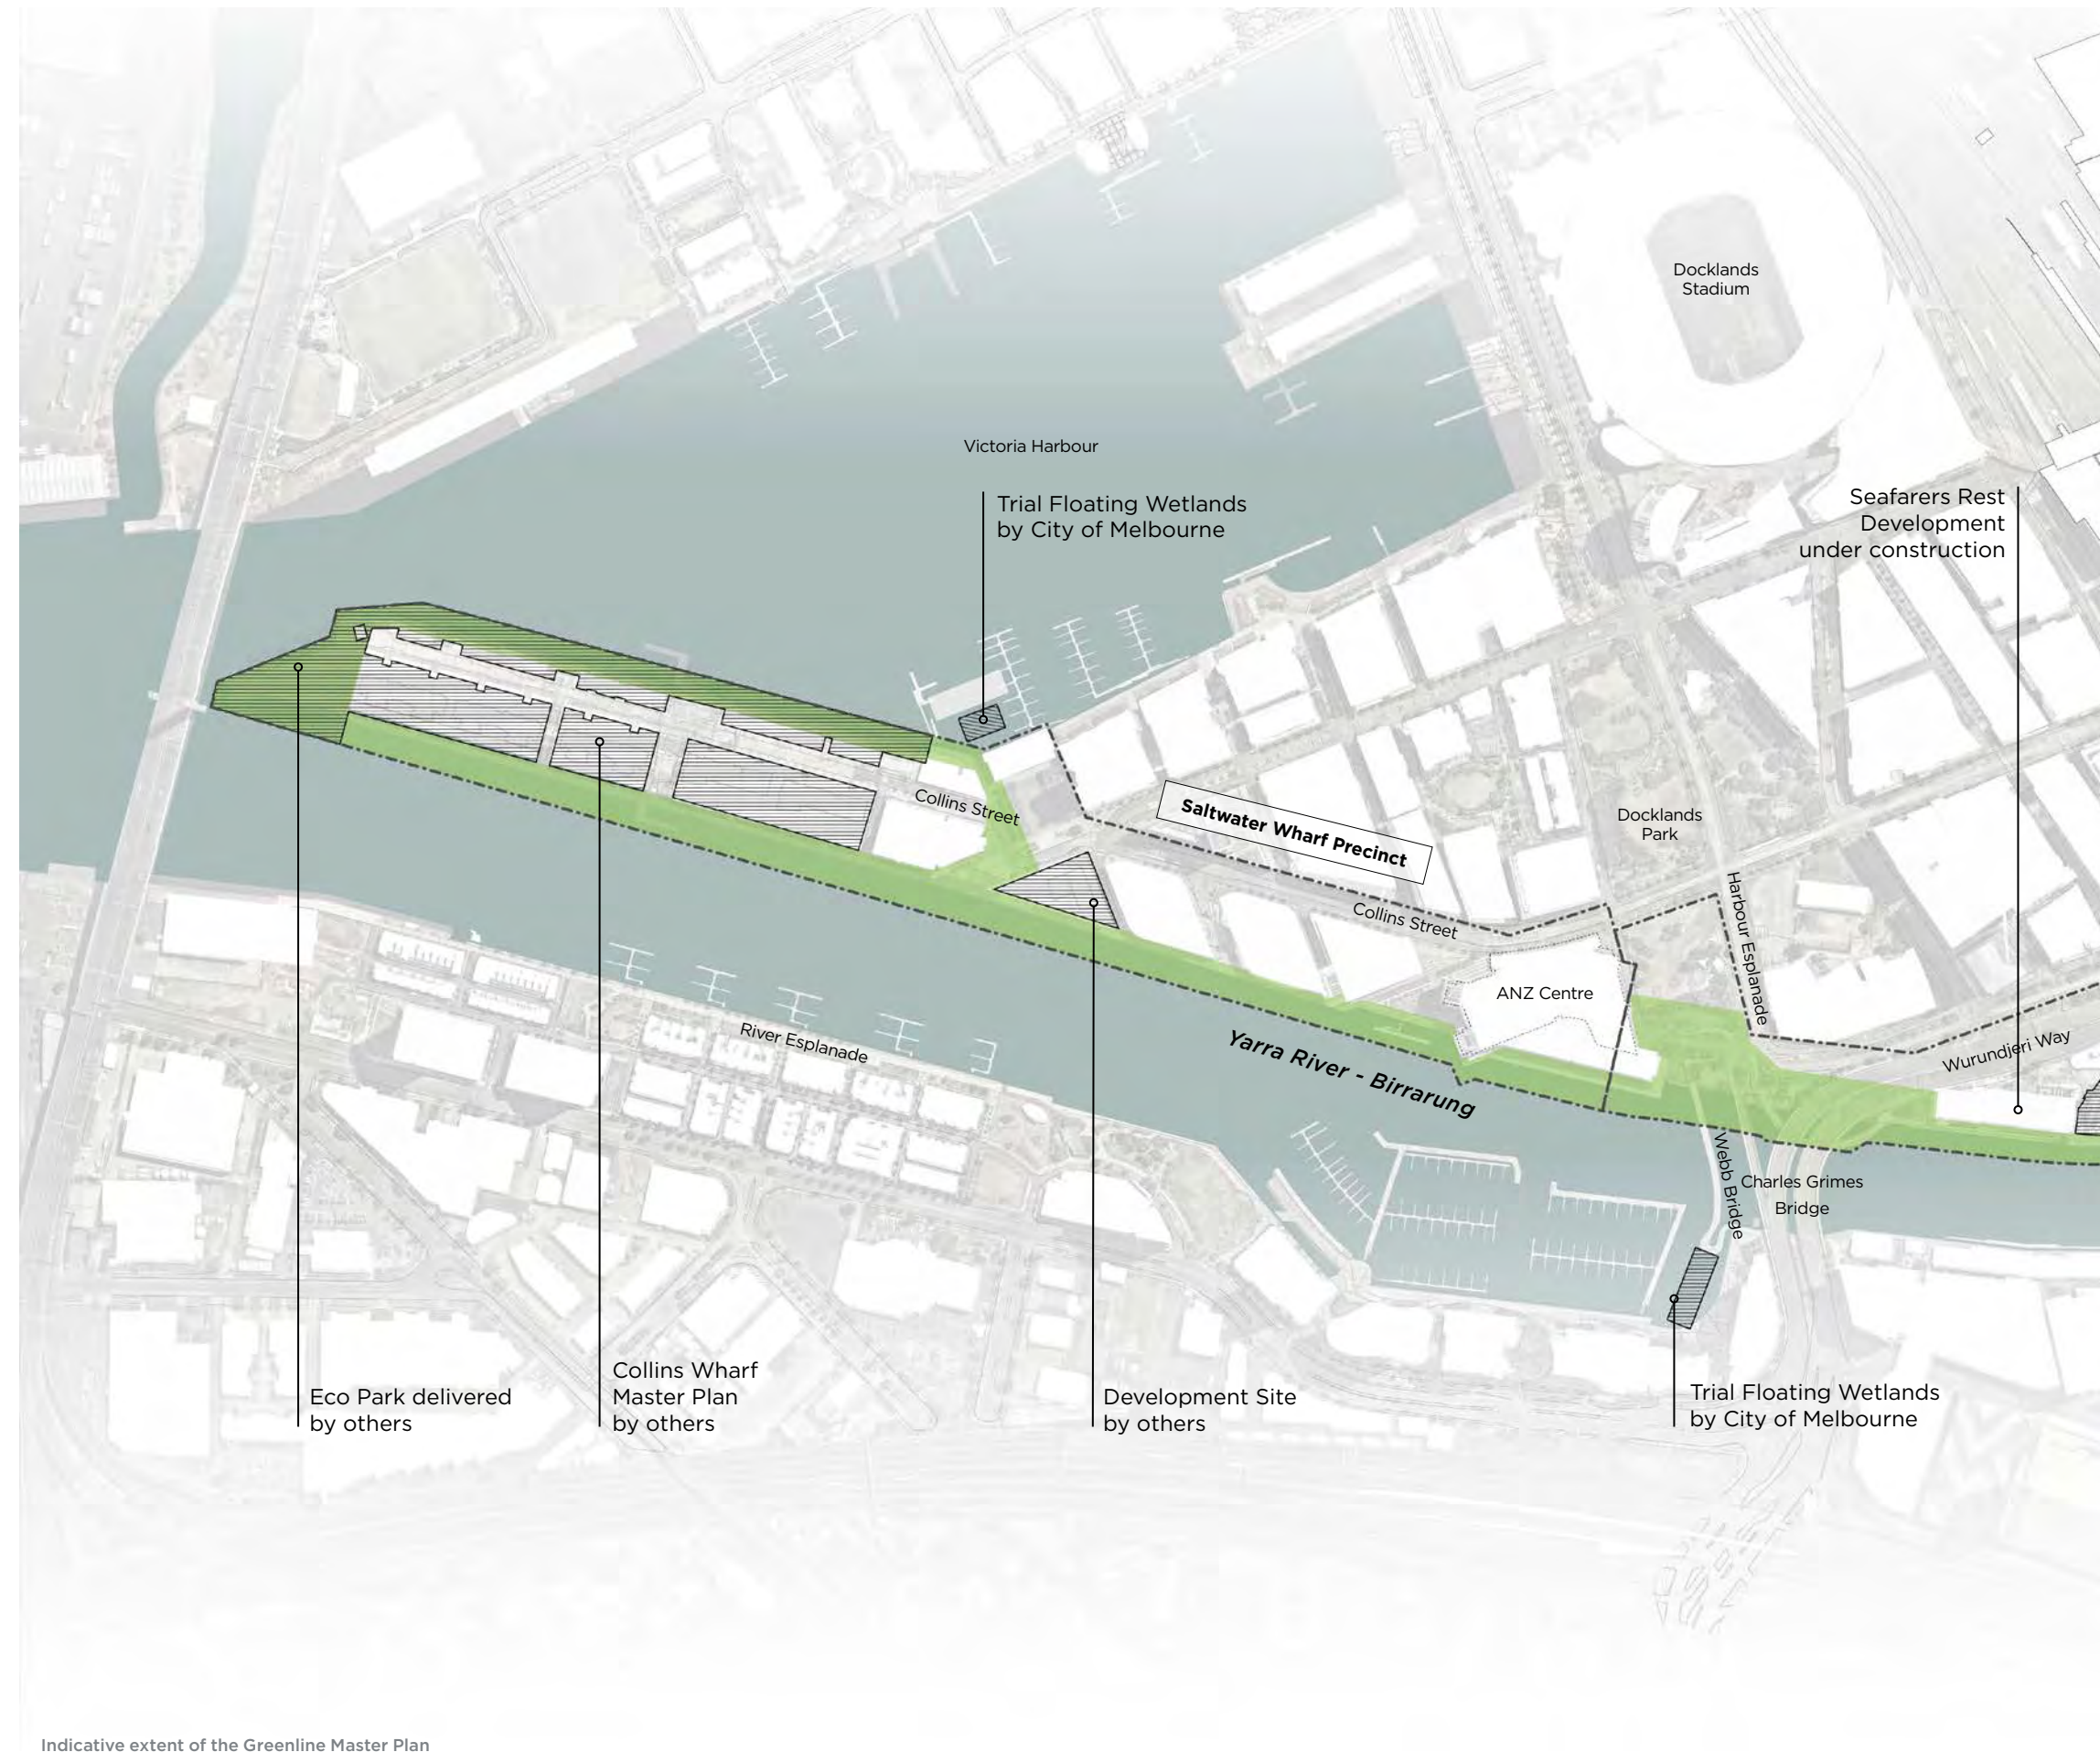 Docklands
Stadium
Victoria Harbour
Trial Floating Wetlands
by City of Melbourne
Seafarers Rest
Development
under construction
Collins Street
Saltwater Wharf Precinct
Docklands
Park
Collins Street
Harbour Esplanade
ANZ Centre
River Esplanade
Yarra River - Birrarung
Wurundjeri Way
Webb Bridge
Charles Grimes
Bridge
Eco Park delivered
by others
Collins Wharf
Master Plan
by others
Development Site
by others
Trial Floating Wetlands
by City of Melbourne
Indicative extent of the Greenline Master Plan